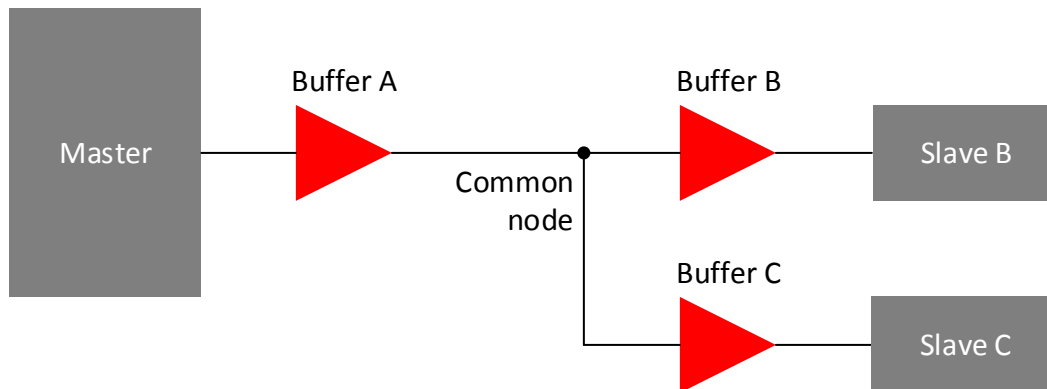 Buffer A
Buffer B
Master
Slave B
Common
node
Buffer C
Slave C